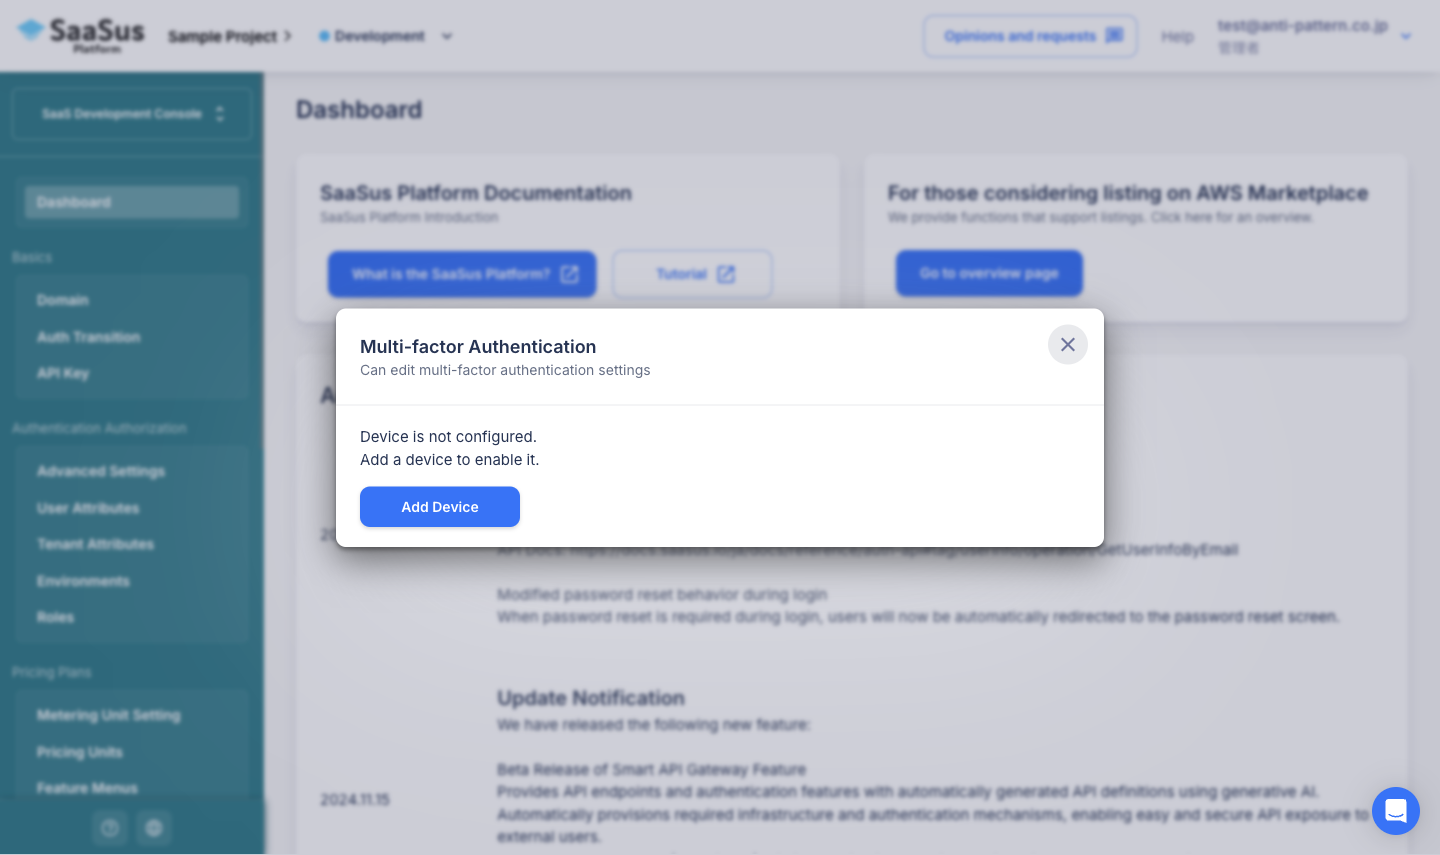 SaaSus
Platform
Sample Project
Development
Opinions and requests
Help
test@anti-pattern.co.jp
管理者
SaaS Development Console
Dashboard
Basics
Domain
Auth Transition
API Key
Authentication Authorization
Advanced Settings
User Attributes
Tenant Attributes
Environments
Roles
Pricing Plans
Metering Unit Setting
Pricing Units
Feature Menus
Dashboard
SaaSus Platform Documentation
SaaSus Platform Introduction
What is the SaaSus Platform?
Tutorial
For those considering listing on AWS Marketplace
We provide functions that support listings. Click here for an overview.
Go to overview page
Multi-factor Authentication
Can edit multi-factor authentication settings
Device is not configured.
Add a device to enable it.
Add Device
Modified password reset behavior during login
When password reset is required during login, users will now be automatically redirected to the password reset screen.
Update Notification
We have released the following new feature:
2024.11.15
Beta Release of Smart API Gateway Feature
Provides API endpoints and authentication features with automatically generated API definitions using generative AI.
Automatically provisions required infrastructure and authentication mechanisms, enabling easy and secure API exposure to
external users.